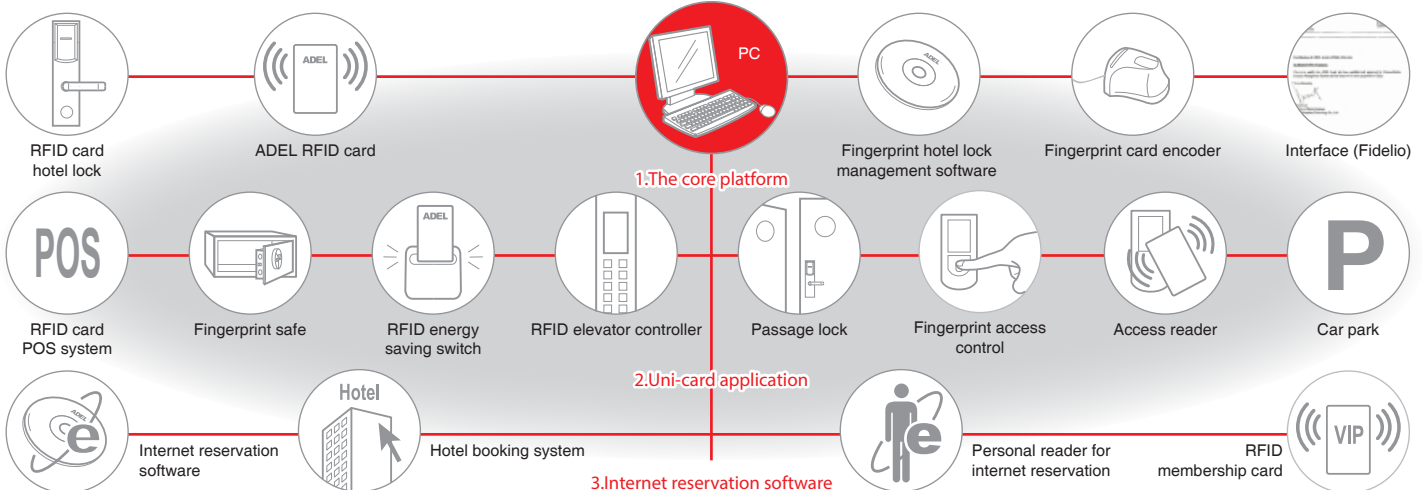 PC
ADEL
ADEL
RFID card
hotel lock
ADEL RFID card
Fingerprint hotel lock
management software
Fingerprint card encoder
Interface (Fidelio)
1.The core platform
POS
ADEL
P
RFID card
POS system
Fingerprint safe
RFID energy
saving switch
RFID elevator controller
Passage lock
Fingerprint access
control
Access reader
Car park
2.Uni-card application
ADEL
e
Hotel
e
VIP
Internet reservation
software
Hotel booking system
Personal reader for
internet reservation
RFID
membership card
3.Internet reservation software